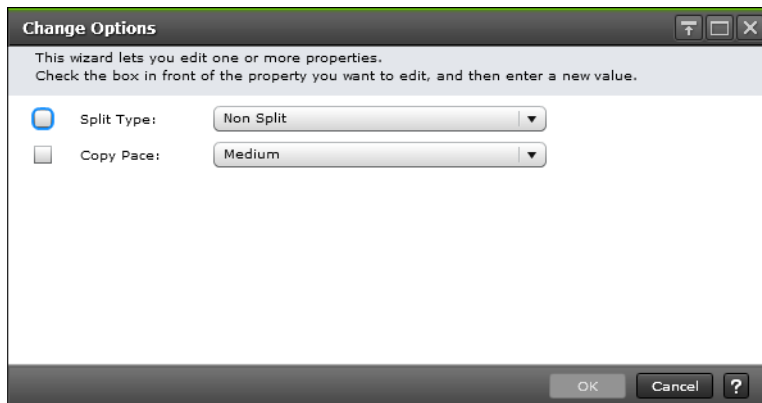 Change Options
This wizard lets you edit one or more properties.
Check the box in front of the property you want to edit, and then enter a new value.
Split Type: Non Split
Copy Pace: Medium
OK Cancel ?